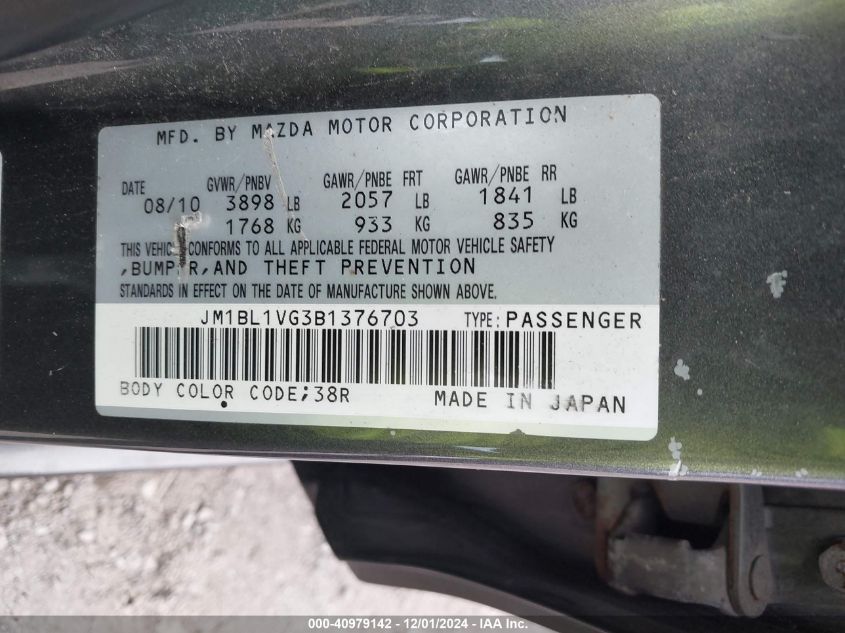 MFD. BY MAZDA MOTOR CORPORATION
DATE GVWR/PNBV GAWR/PNBE FRT GAWR/PNBE RR
08/10 3898 LB 2057 LB 1841 LB
1768 KG 933 KG 835 KG
THIS VEHIC CONFORMS TO ALL APPLICABLE FEDERAL MOTOR VEHICLE SAFETY
,BUMP R,AND THEFT PREVENTION
STANDARDS IN EFFECT ON THE DATE OF MANUFACTURE SHOWN ABOVE.
JM1BL1VG3B1376703 TYPE: PASSENGER
BODY COLOR CODE;38R MADE IN JAPAN
000-40979142 - 12/01/2024 - IAA Inc.